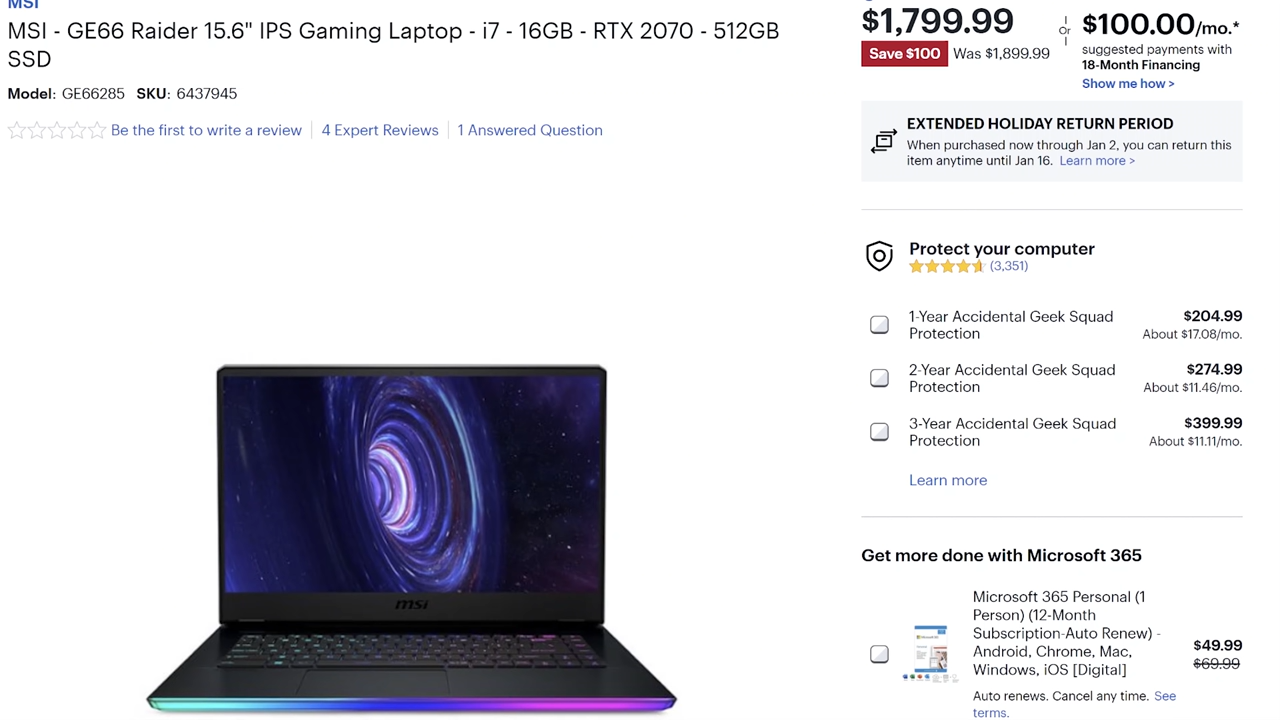 MSI
MSI - GE66 Raider 15.6" IPS Gaming Laptop - i7 - 16GB - RTX 2070 - 512GB
SSD
Model: GE66285 SKU: 6437945
Be the first to write a review
4 Expert Reviews
1 Answered Question
msi
$1,799.99
Save $100 Was $1,899.99
Or
$100.00/mo.*
suggested payments with
18-Month Financing
Show me how >
EXTENDED HOLIDAY RETURN PERIOD
When purchased now through Jan 2, you can return this
item anytime until Jan 16. Learn more >
Protect your computer
(3,351)
1-Year Accidental Geek Squad
Protection
$204.99
About $17.08/mo.
2-Year Accidental Geek Squad
Protection
$274.99
About $11.46/mo.
3-Year Accidental Geek Squad
Protection
$399.99
About $11.11/mo.
Learn more
Get more done with Microsoft 365
Microsoft 365 Personal (1
Person) (12-Month
Subscription-Auto Renew) -
Android, Chrome, Mac,
Windows, iOS [Digital]
$49.99
$69.99
Auto renews. Cancel any time. See
terms.